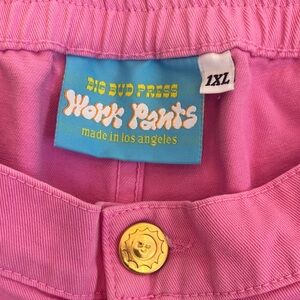 BIG BUD PRESS
Work Pants
made in los angeles
1XL